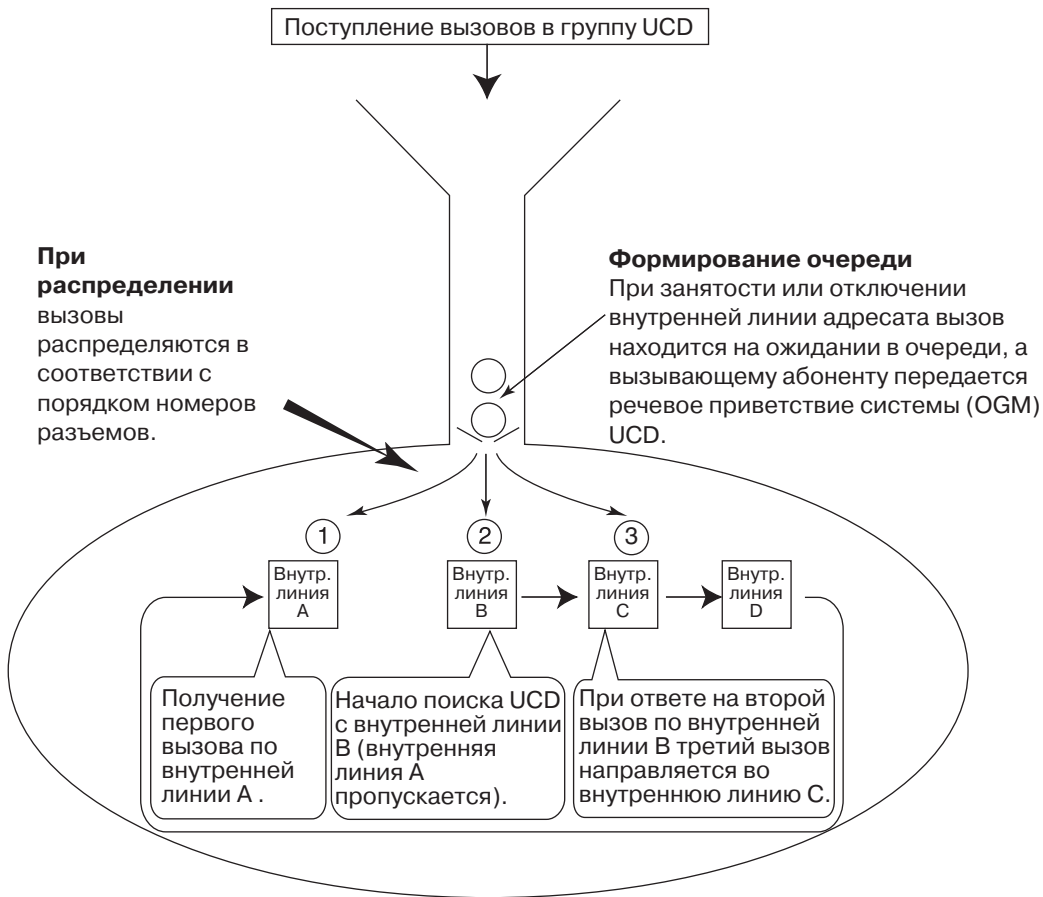 Поступление вызовов в группу UCD
При
распределении
вызовы
распределяются в
соответствии с
порядком номеров
разъемов.
Формирование очереди
При занятости или отключении
внутренней линии адресата вызов
находится на ожидании в очереди, а
вызывающему абоненту передается
речевое приветствие системы (OGM)
UCD.
1
2
3
Внутр.
линия
A
Внутр.
линия
B
Внутр.
линия
C
Внутр.
линия
D
Получение
первого
вызова по
внутренней
линии A .
Начало поиска UCD
с внутренней линии
B (внутренняя
линия A
пропускается).
При ответе на второй
вызов по внутренней
линии B третий вызов
направляется во
внутреннюю линию C.